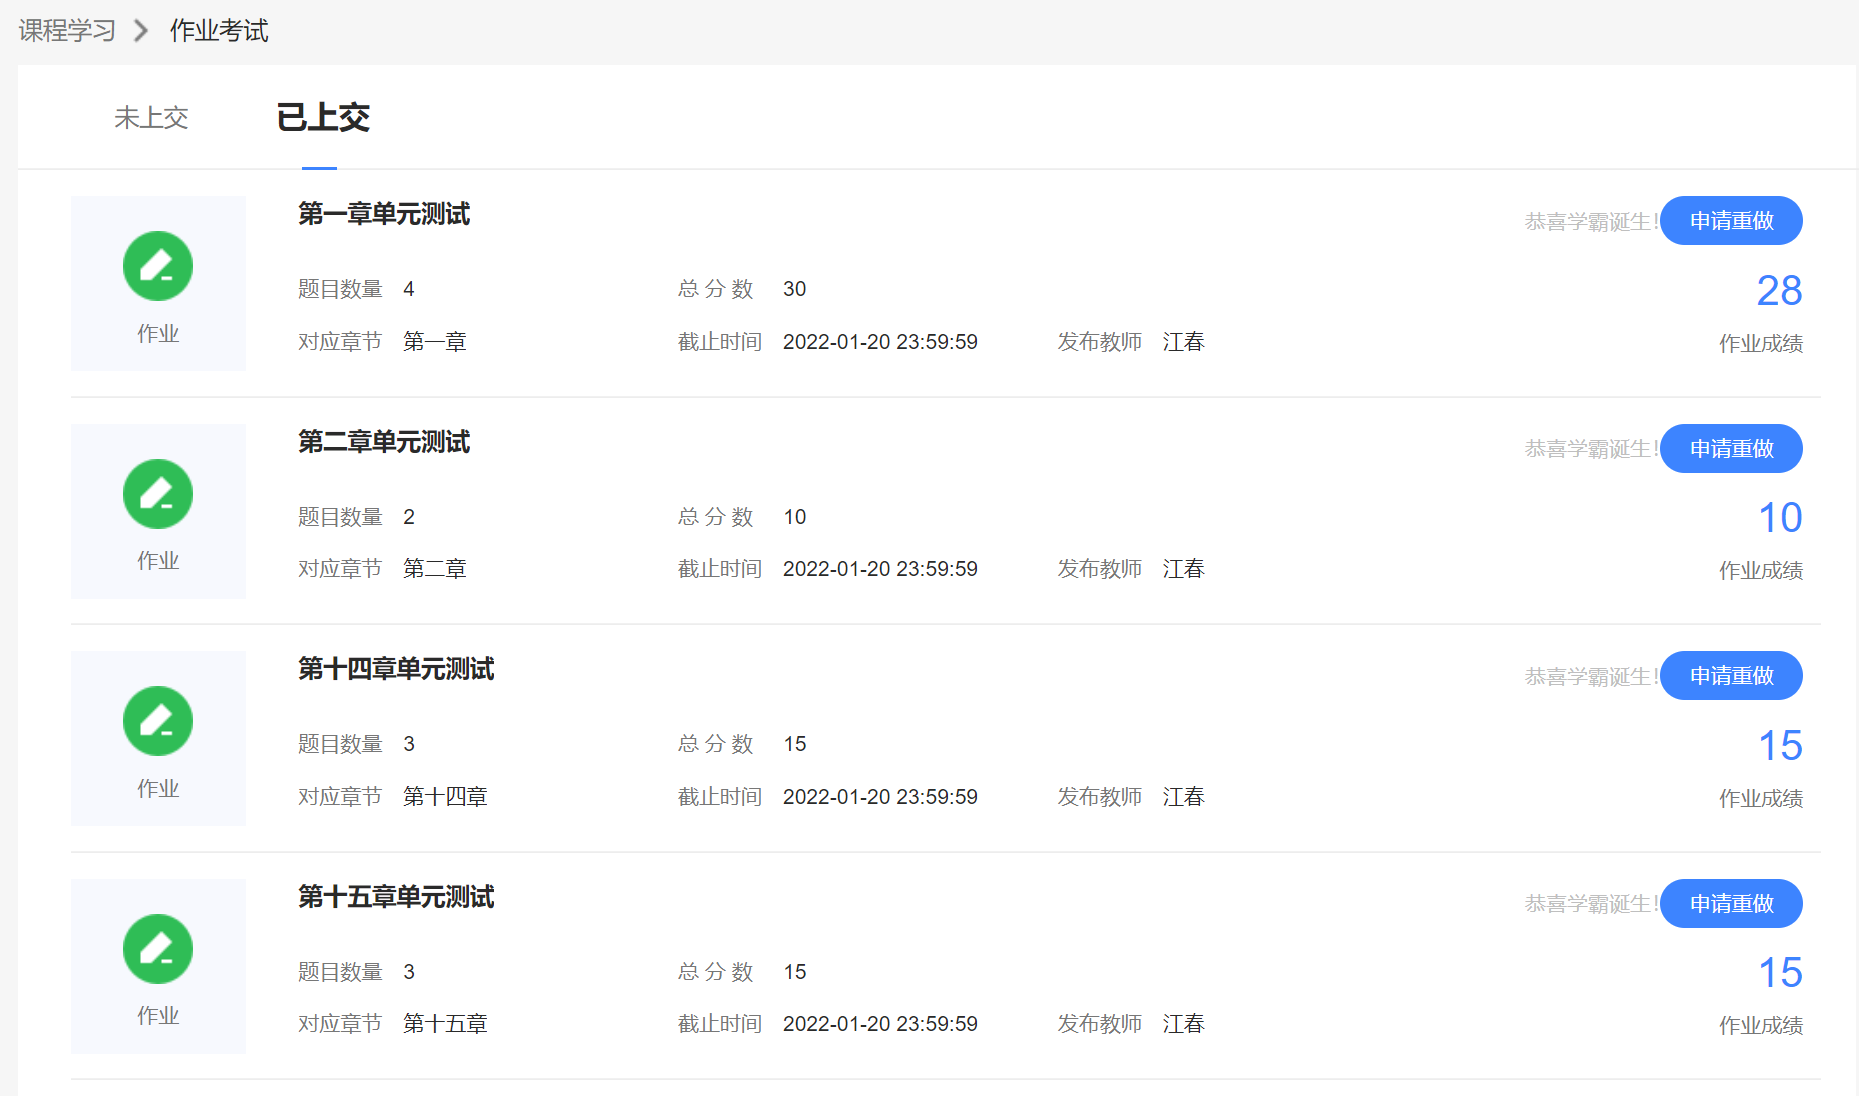 课程学习 作业考试
未上交 已上交
第一章单元测试 恭喜学霸诞生! 申请重做
题目数量 4 总分数 30 28
作业 对应章节 第一章 截止时间 2022-01-20 23:59:59 发布教师 江春 作业成绩
第二章单元测试 恭喜学霸诞生! 申请重做
题目数量 2 总分数 10 10
作业 对应章节 第二章 截止时间 2022-01-20 23:59:59 发布教师 江春 作业成绩
第十四章单元测试 恭喜学霸诞生! 申请重做
题目数量 3 总分数 15 15
作业 对应章节 第十四章 截止时间 2022-01-20 23:59:59 发布教师 江春 作业成绩
第十五章单元测试 恭喜学霸诞生! 申请重做
题目数量 3 总分数 15 15
作业 对应章节 第十五章 截止时间 2022-01-20 23:59:59 发布教师 江春 作业成绩